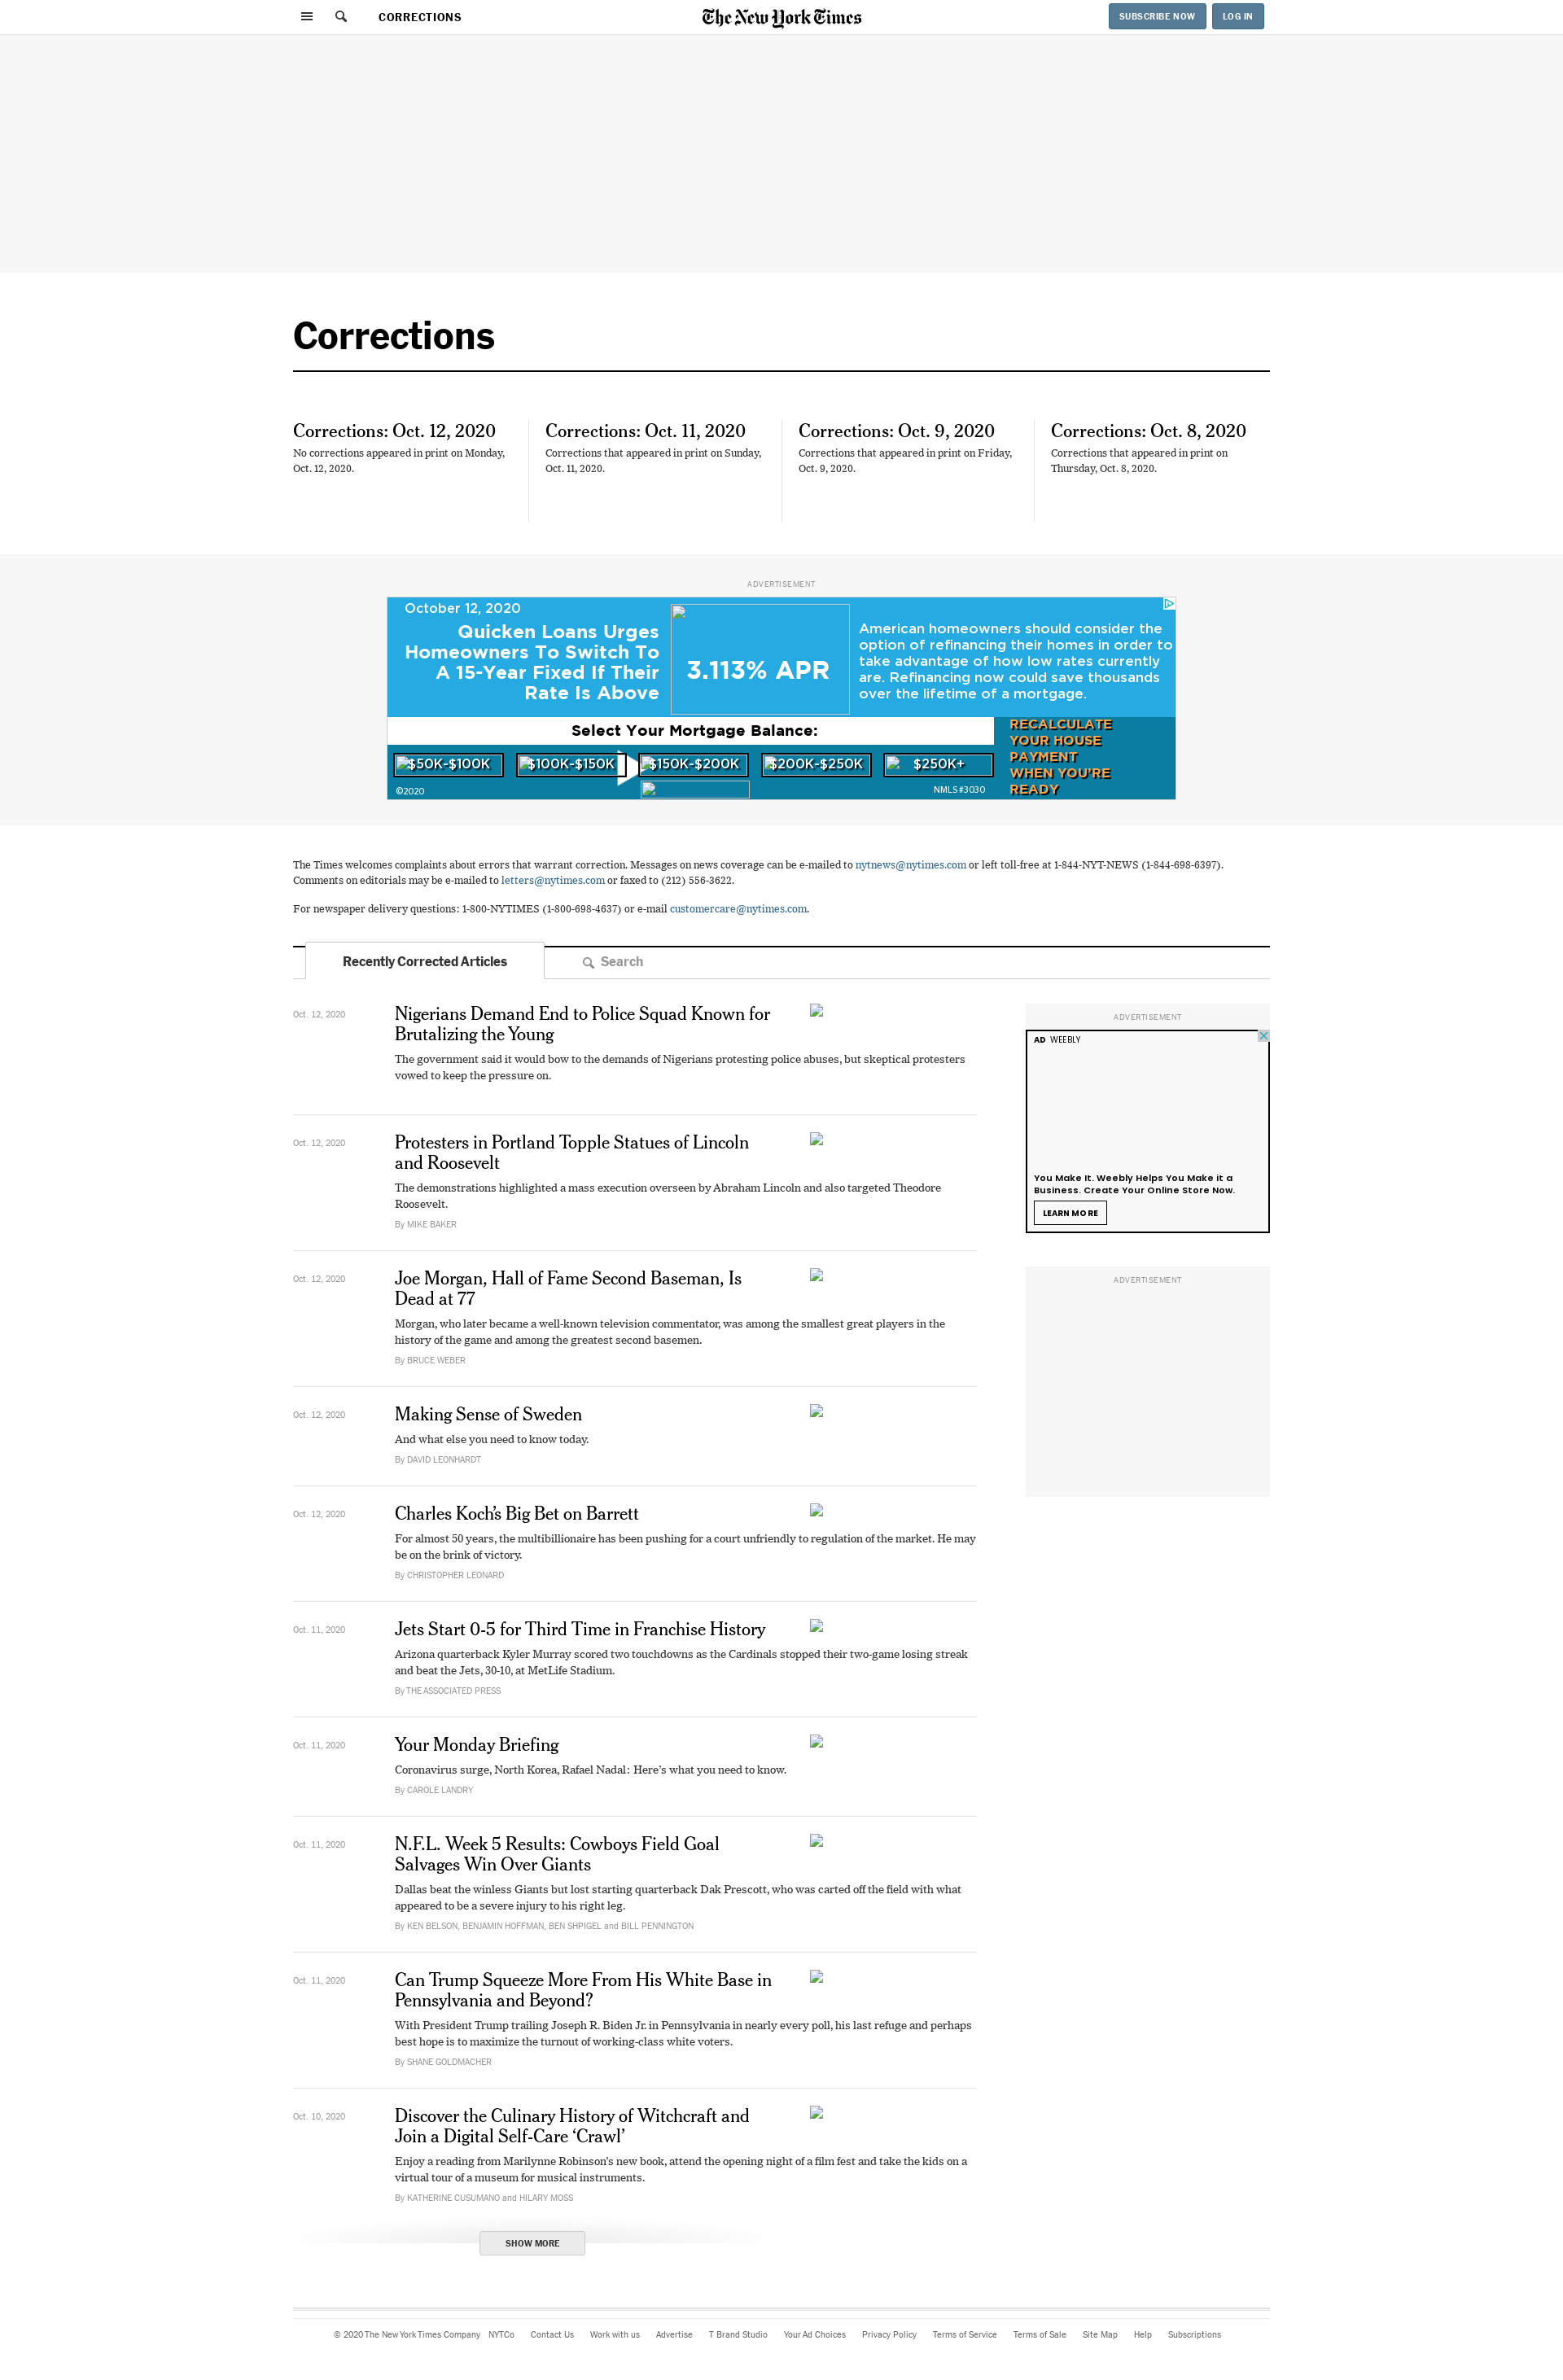 CORRECTIONS
The New York Times
SUBSCRIBE NOW
LOG IN
Corrections
Corrections: Oct. 12, 2020
No corrections appeared in print on Monday,
Oct. 12, 2020.
Corrections: Oct. 11, 2020
Corrections that appeared in print on Sunday,
Oct. 11, 2020.
Corrections: Oct. 9, 2020
Corrections that appeared in print on Friday,
Oct. 9, 2020.
Corrections: Oct. 8, 2020
Corrections that appeared in print on
Thursday, Oct. 8, 2020.
ADVERTISEMENT
October 12, 2020
Quicken Loans Urges
Homeowners To Switch To
A 15-Year Fixed If Their
Rate Is Above
3.113% APR
American homeowners should consider the
option of refinancing their homes in order to
take advantage of how low rates currently
are. Refinancing now could save thousands
over the lifetime of a mortgage.
Select Your Mortgage Balance:
$50K-$100K
$100K-$150K
$150K-$200K
$200K-$250K
$250K+
©2020
NMLS#3030
RECALCULATE
YOUR HOUSE
PAYMENT
WHEN YOU'RE
READY
The Times welcomes complaints about errors that warrant correction. Messages on news coverage can be e-mailed to nytnews@nytimes.com or left toll-free at 1-844-NYT-NEWS (1-844-698-6397).
Comments on editorials may be e-mailed to letters@nytimes.com or faxed to (212) 556-3622.
For newspaper delivery questions: 1-800-NYTIMES (1-800-698-4637) or e-mail customercare@nytimes.com.
Recently Corrected Articles
Search
Oct. 12, 2020
Nigerians Demand End to Police Squad Known for
Brutalizing the Young
The government said it would bow to the demands of Nigerians protesting police abuses, but skeptical protesters
vowed to keep the pressure on.
Oct. 12, 2020
Protesters in Portland Topple Statues of Lincoln
and Roosevelt
The demonstrations highlighted a mass execution overseen by Abraham Lincoln and also targeted Theodore
Roosevelt.
By MIKE BAKER
Oct. 12, 2020
Joe Morgan, Hall of Fame Second Baseman, Is
Dead at 77
Morgan, who later became a well-known television commentator, was among the smallest great players in the
history of the game and among the greatest second basemen.
By BRUCE WEBER
Oct. 12, 2020
Making Sense of Sweden
And what else you need to know today.
By DAVID LEONHARDT
Oct. 12, 2020
Charles Koch's Big Bet on Barrett
For almost 50 years, the multibillionaire has been pushing for a court unfriendly to regulation of the market. He may
be on the brink of victory.
By CHRISTOPHER LEONARD
Oct. 11, 2020
Jets Start 0-5 for Third Time in Franchise History
Arizona quarterback Kyler Murray scored two touchdowns as the Cardinals stopped their two-game losing streak
and beat the Jets, 30-10, at MetLife Stadium.
By THE ASSOCIATED PRESS
Oct. 11, 2020
Your Monday Briefing
Coronavirus surge, North Korea, Rafael Nadal: Here's what you need to know.
By CAROLE LANDRY
Oct. 11, 2020
N.F.L. Week 5 Results: Cowboys Field Goal
Salvages Win Over Giants
Dallas beat the winless Giants but lost starting quarterback Dak Prescott, who was carted off the field with what
appeared to be a severe injury to his right leg.
By KEN BELSON, BENJAMIN HOFFMAN, BEN SHPIGEL and BILL PENNINGTON
Oct. 11, 2020
Can Trump Squeeze More From His White Base in
Pennsylvania and Beyond?
With President Trump trailing Joseph R. Biden Jr. in Pennsylvania in nearly every poll, his last refuge and perhaps
best hope is to maximize the turnout of working-class white voters.
By SHANE GOLDMACHER
Oct. 10, 2020
Discover the Culinary History of Witchcraft and
Join a Digital Self-Care 'Crawl'
Enjoy a reading from Marilynne Robinson's new book, attend the opening night of a film fest and take the kids on a
virtual tour of a museum for musical instruments.
By KATHERINE CUSUMANO and HILARY MOSS
SHOW MORE
ADVERTISEMENT
AD WEEBLY
You Make It. Weebly Helps You Make it a
Business. Create Your Online Store Now.
LEARN MORE
ADVERTISEMENT
© 2020 The New York Times Company NYTCo Contact Us Work with us Advertise T Brand Studio Your Ad Choices Privacy Policy Terms of Service Terms of Sale Site Map Help Subscriptions